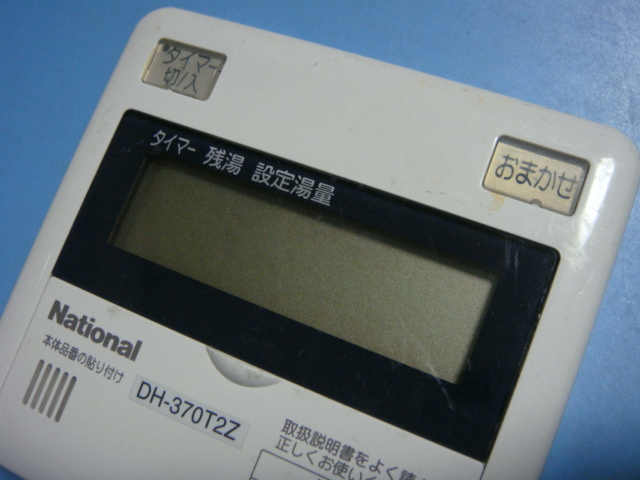 タイマー
切/入
おまかせ
タイマー 残湯 設定湯量
National
本体品番の貼り付け
DH-370T2Z
取扱説明書をよく読
正しくお使い